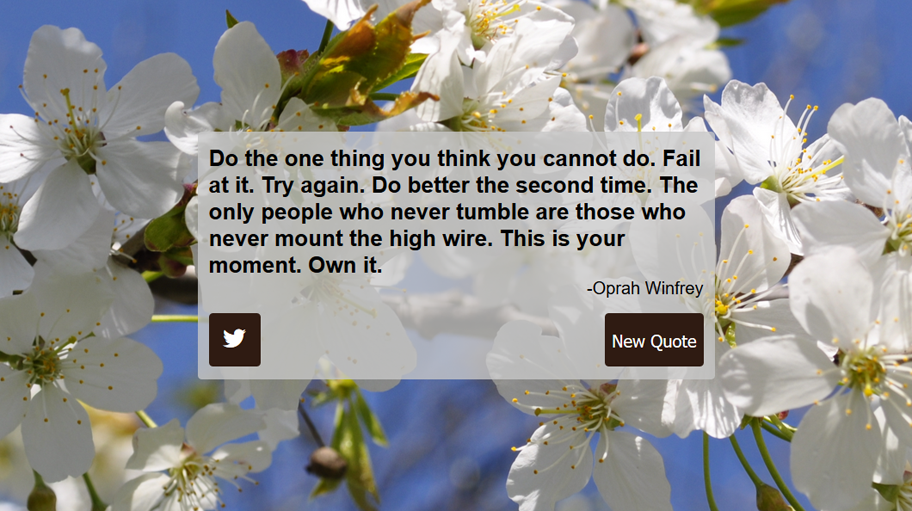 Do the one thing you think you cannot do. Fail
at it. Try again. Do better the second time. The
only people who never tumble are those who
never mount the high wire. This is your
moment. Own it.
-Oprah Winfrey
New Quote